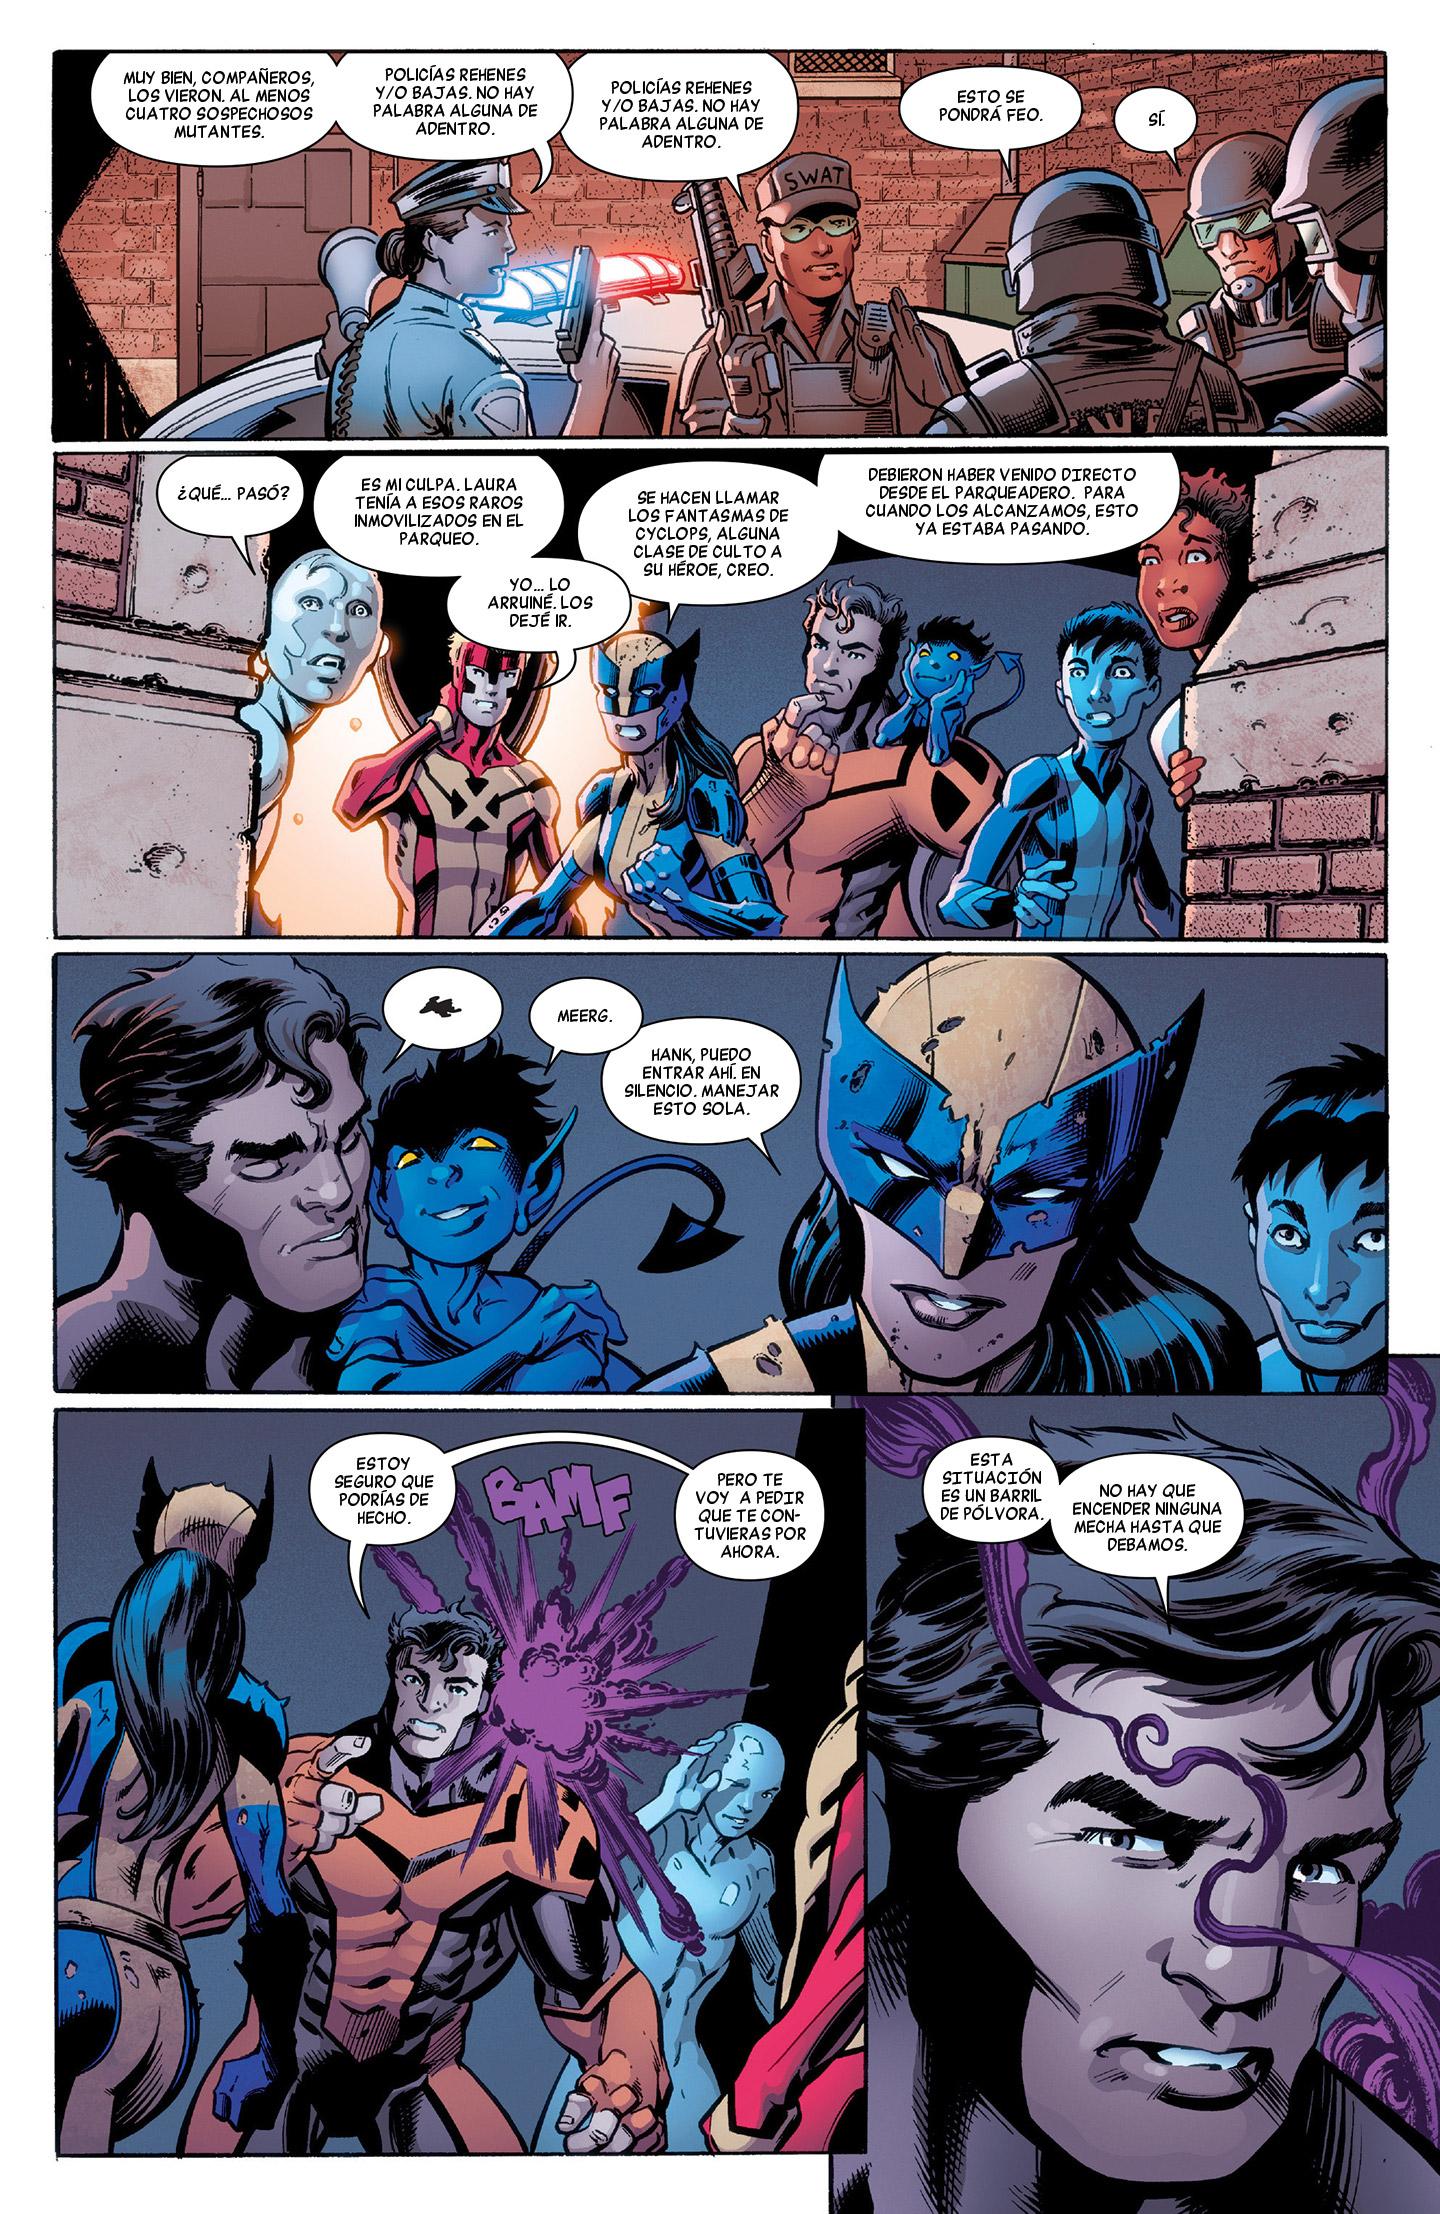 MUY BIEN, COMPAÑEROS,
LOS VIERON. AL MENOS
CUATRO SOSPECHOSOS
MUTANTES.
POLICÍAS REHENES
Y/O BAJAS. NO HAY
PALABRA ALGUNA DE
ADENTRO.
POLICÍAS REHENES
Y/O BAJAS. NO HAY
PALABRA ALGUNA DE
ADENTRO.
ESTO SE
PONDRÁ FEO.
SÍ.
SWAT
¿QUÉ... PASÓ?
ES MI CULPA. LAURA
TENÍA A ESOS RAROS
INMOVILIZADOS EN EL
PARQUEO.
YO... LO
ARRUINÉ. LOS
DEJÉ IR.
SE HACEN LLAMAR
LOS FANTASMAS DE
CYCLOPS, ALGUNA
CLASE DE CULTO A
SU HÉROE, CREO.
DEBIERON HABER VENIDO DIRECTO
DESDE EL PARQUEADERO. PARA
CUANDO LOS ALCANZAMOS, ESTO
YA ESTABA PASANDO.
MEERG.
HANK, PUEDO
ENTRAR AHÍ. EN
SILENCIO. MANEJAR
ESTO SOLA.
ESTOY
SEGURO QUE
PODRÍAS DE
HECHO.
BAMF
PERO TE
VOY A PEDIR
QUE TE CON-
TUVIERAS POR
AHORA.
ESTA
SITUACIÓN
ES UN BARRIL
DE PÓLVORA.
NO HAY QUE
ENCENDER NINGUNA
MECHA HASTA QUE
DEBAMOS.